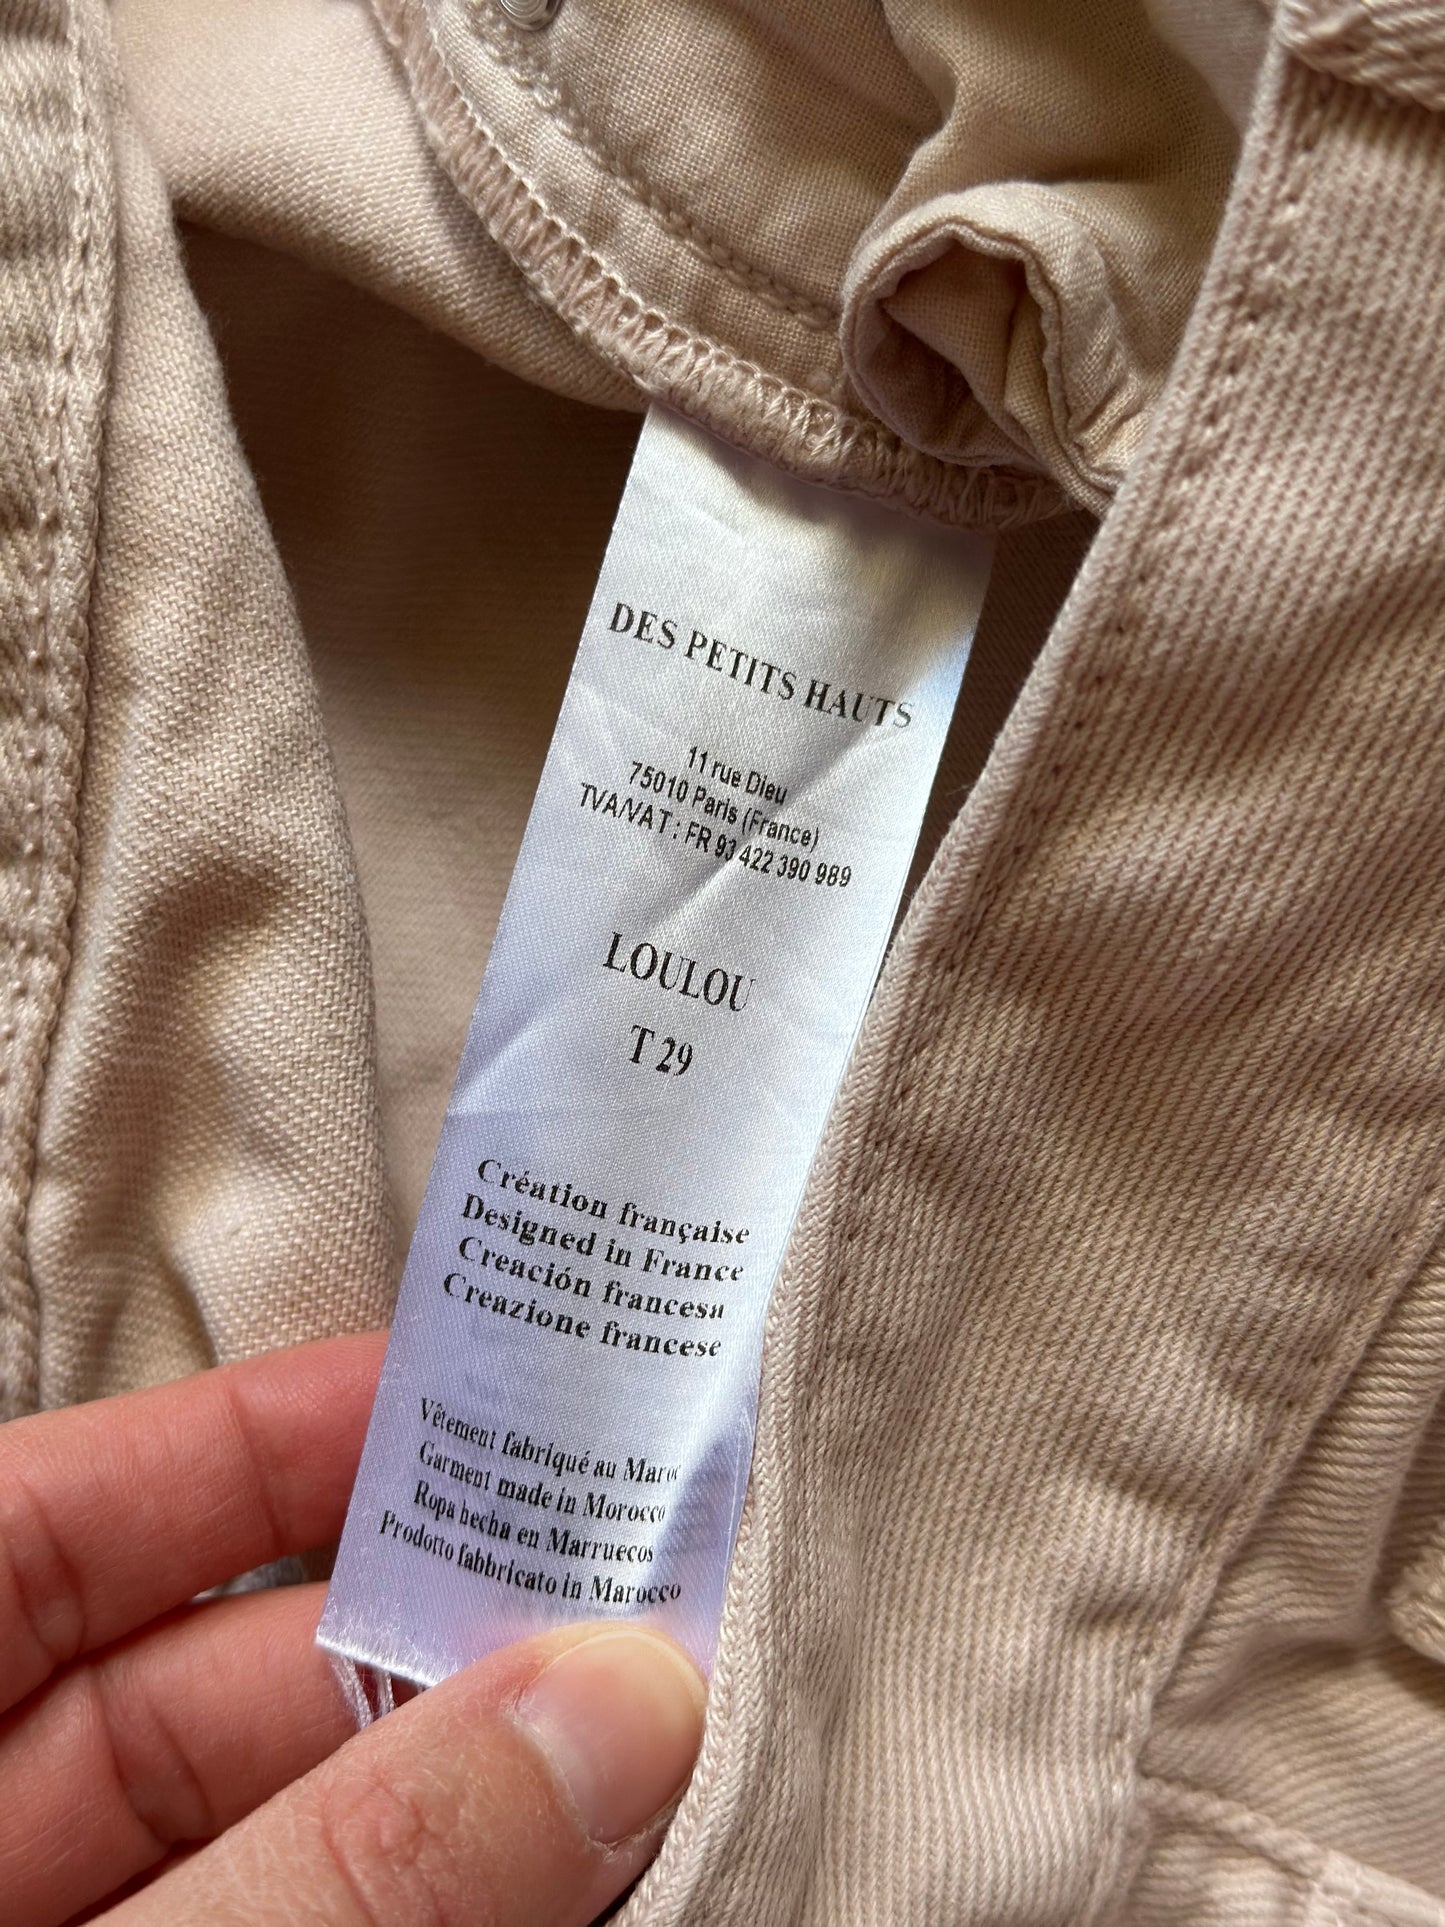 DES PETITS HAUTS
11 rue Dieu
75010 Paris (France)
TVA/VAT : FR 93 422 390 989
LOULOU
T 29
Création française
Designed in France
Creación francesa
Creazione francese
Vêtement fabriqué au Maroc
Garment made in Morocco
Ropa hecha en Marruecos
Prodotto fabbricato in Marocco